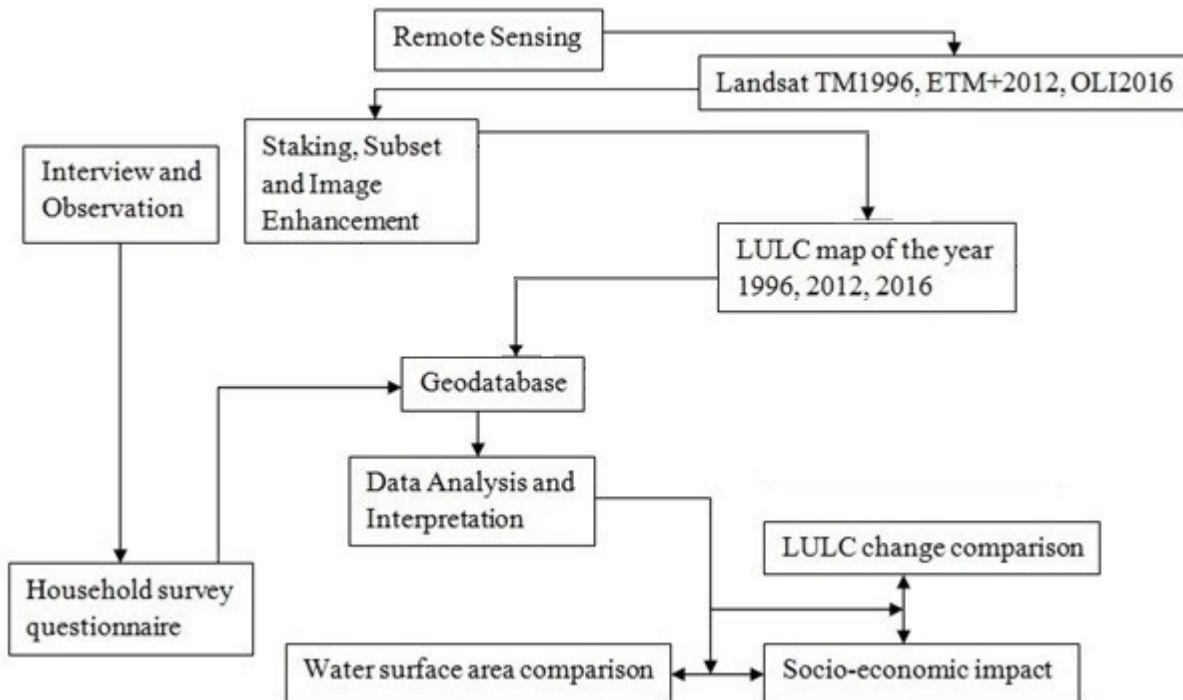 Remote Sensing
Landsat TM1996, ETM+2012, OLI2016
Staking, Subset
and Image
Enhancement
Interview and
Observation
LULC map of the year
1996, 2012, 2016
Geodatabase
Data Analysis and
Interpretation
LULC change comparison
Household survey
questionnaire
Water surface area comparison
Socio-economic impact